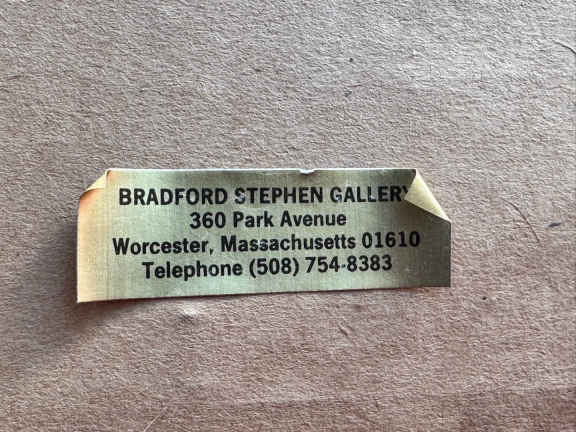 BRADFORD STEPHEN GALLERY
360 Park Avenue
Worcester, Massachusetts 01610
Telephone (508) 754-8383